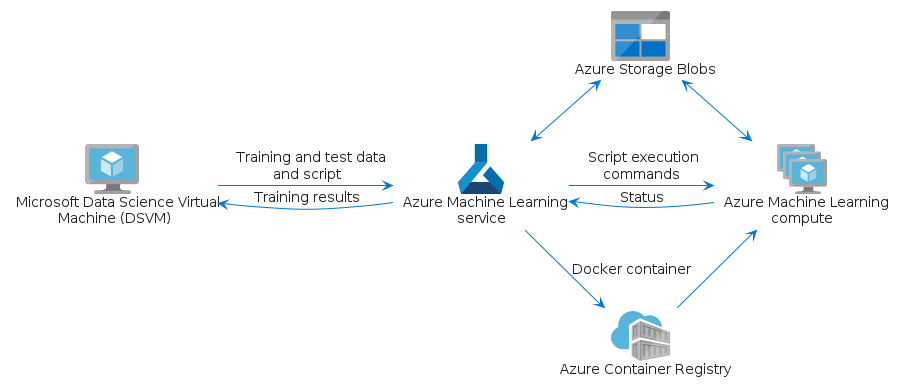 Azure Storage Blobs
Training and test data
and script
Training results
Script execution
commands
Status
Microsoft Data Science Virtual
Machine (DSVM)
Azure Machine Learning
service
Azure Machine Learning
compute
Docker container
Azure Container Registry